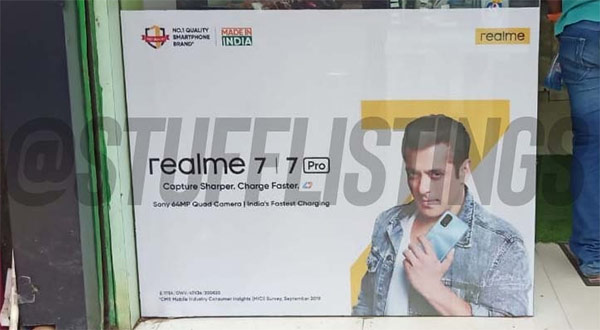 NO.1 QUALITY
SMARTPHONE
BRAND*
MADE IN
INDIA
realme
@STUFFLISTINGS
realme 7 | 7 Pro
Capture Sharper. Charge Faster.
Sony 64MP Quad Camera | India's Fastest Charging
*CMR Mobile Industry Consumer Insights (MICI) Survey, September 2019